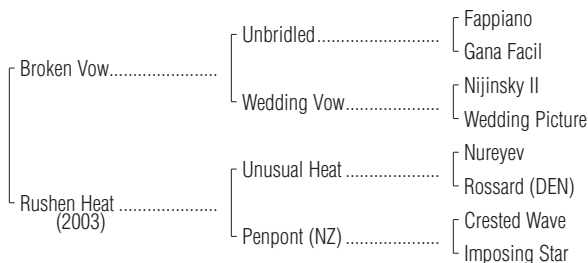 Fappiano
Unbridled
Gana Facil
Broken Vow
Nijinsky II
Wedding Vow
Wedding Picture
Nureyev
Unusual Heat
Rossard (DEN)
Rushen Heat
(2003)
Crested Wave
Penpont (NZ)
Imposing Star